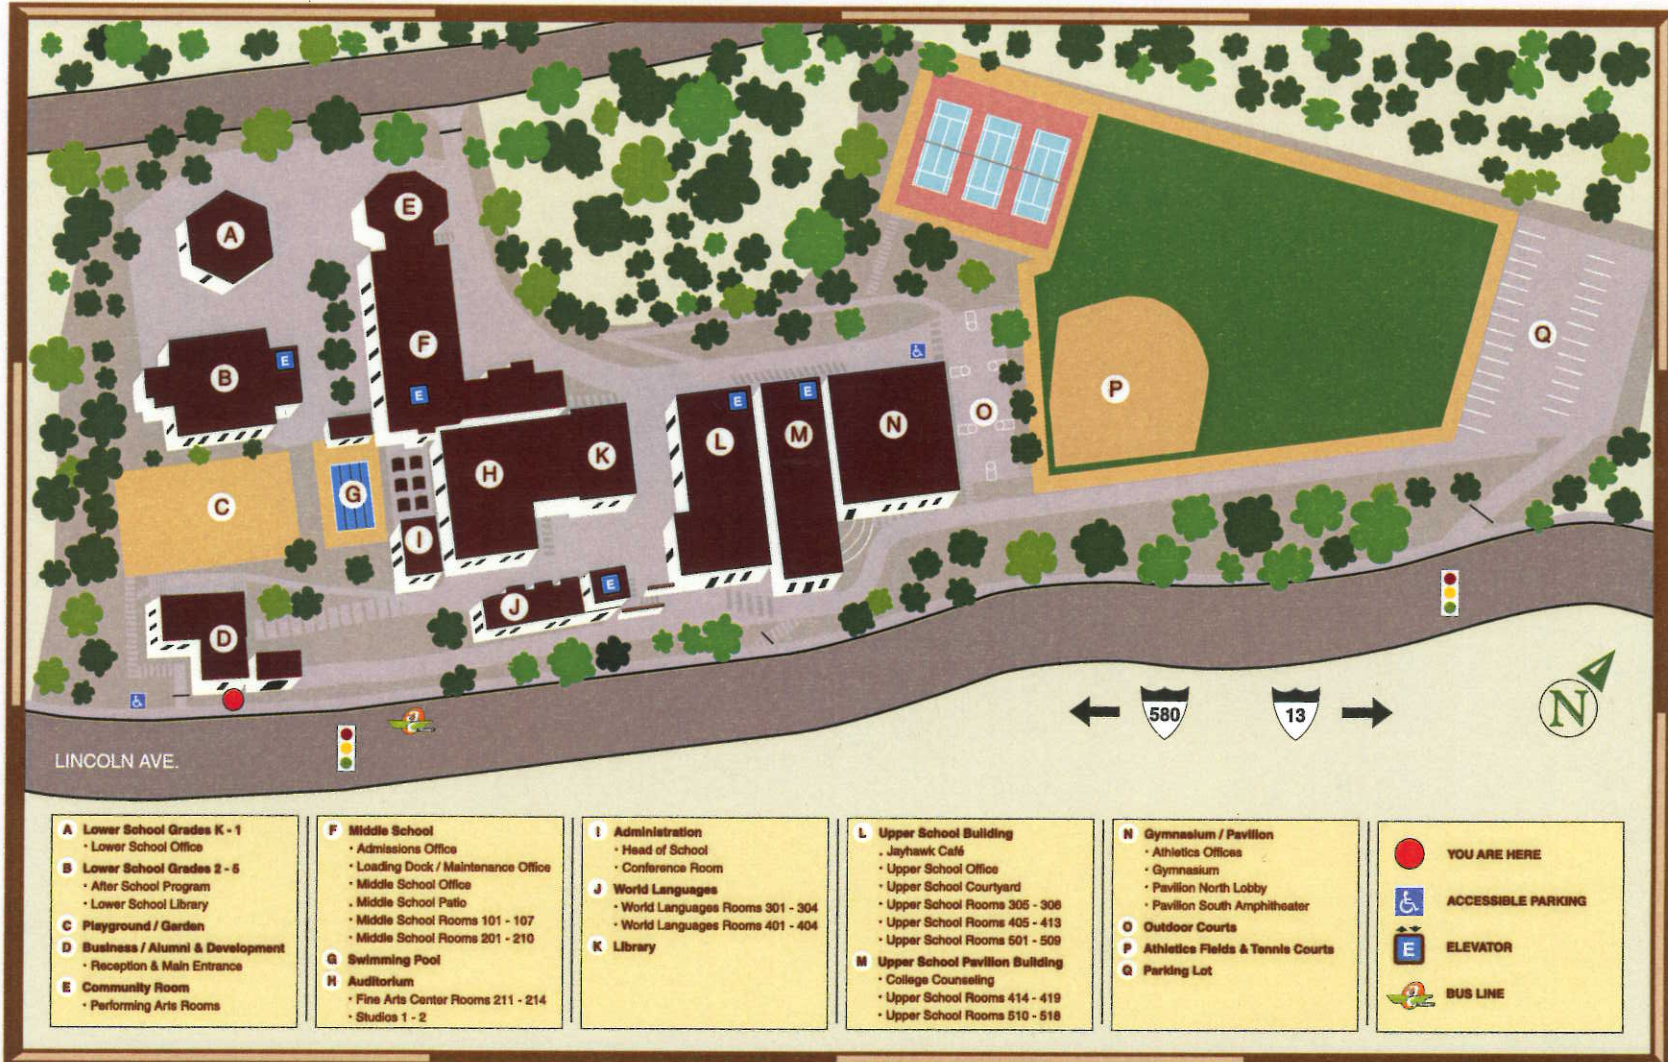 A
E
B
E
F
E
C
G
H
K
I
J
E
D
L
E
M
E
N
O
P
Q
LINCOLN AVE.
580
13
N
A Lower School Grades K - 1
• Lower School Office
B Lower School Grades 2 - 5
• After School Program
• Lower School Library
C Playground / Garden
D Business / Alumni & Development
• Reception & Main Entrance
E Community Room
• Performing Arts Rooms
F Middle School
• Admissions Office
• Loading Dock / Maintenance Office
• Middle School Office
. Middle School Patio
• Middle School Rooms 101 - 107
• Middle School Rooms 201 - 210
G Swimming Pool
H Auditorium
• Fine Arts Center Rooms 211 - 214
• Studios 1 - 2
I Administration
• Head of School
• Conference Room
J World Languages
• World Languages Rooms 301 - 304
• World Languages Rooms 401 - 404
K Library
L Upper School Building
. Jayhawk Café
• Upper School Office
• Upper School Courtyard
• Upper School Rooms 305 - 306
• Upper School Rooms 405 - 413
• Upper School Rooms 501 - 509
M Upper School Pavilion Building
• College Counseling
• Upper School Rooms 414 - 419
• Upper School Rooms 510 - 518
N Gymnasium / Pavilion
• Athletics Offices
• Gymnasium
• Pavilion North Lobby
• Pavilion South Amphitheater
O Outdoor Courts
P Athletics Fields & Tennis Courts
Q Parking Lot
YOU ARE HERE
ACCESSIBLE PARKING
E ELEVATOR
BUS LINE